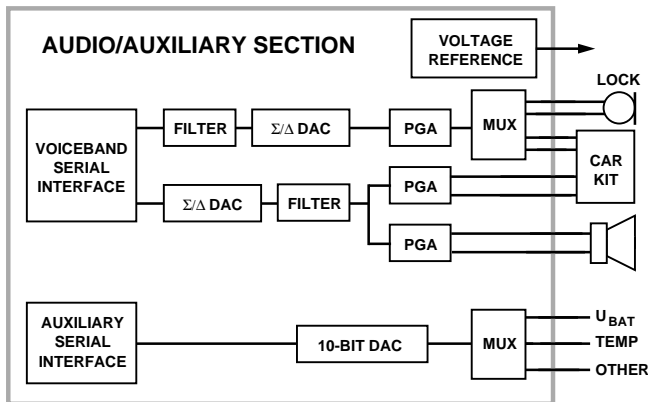 AUDIO/AUXILIARY SECTION
VOLTAGE
REFERENCE
LOCK
FILTER
Σ/Δ DAC
PGA
MUX
VOICEBAND
SERIAL
INTERFACE
CAR
KIT
Σ/Δ DAC
FILTER
PGA
PGA
AUXILIARY
SERIAL
INTERFACE
10-BIT DAC
MUX
UBAT
TEMP
OTHER